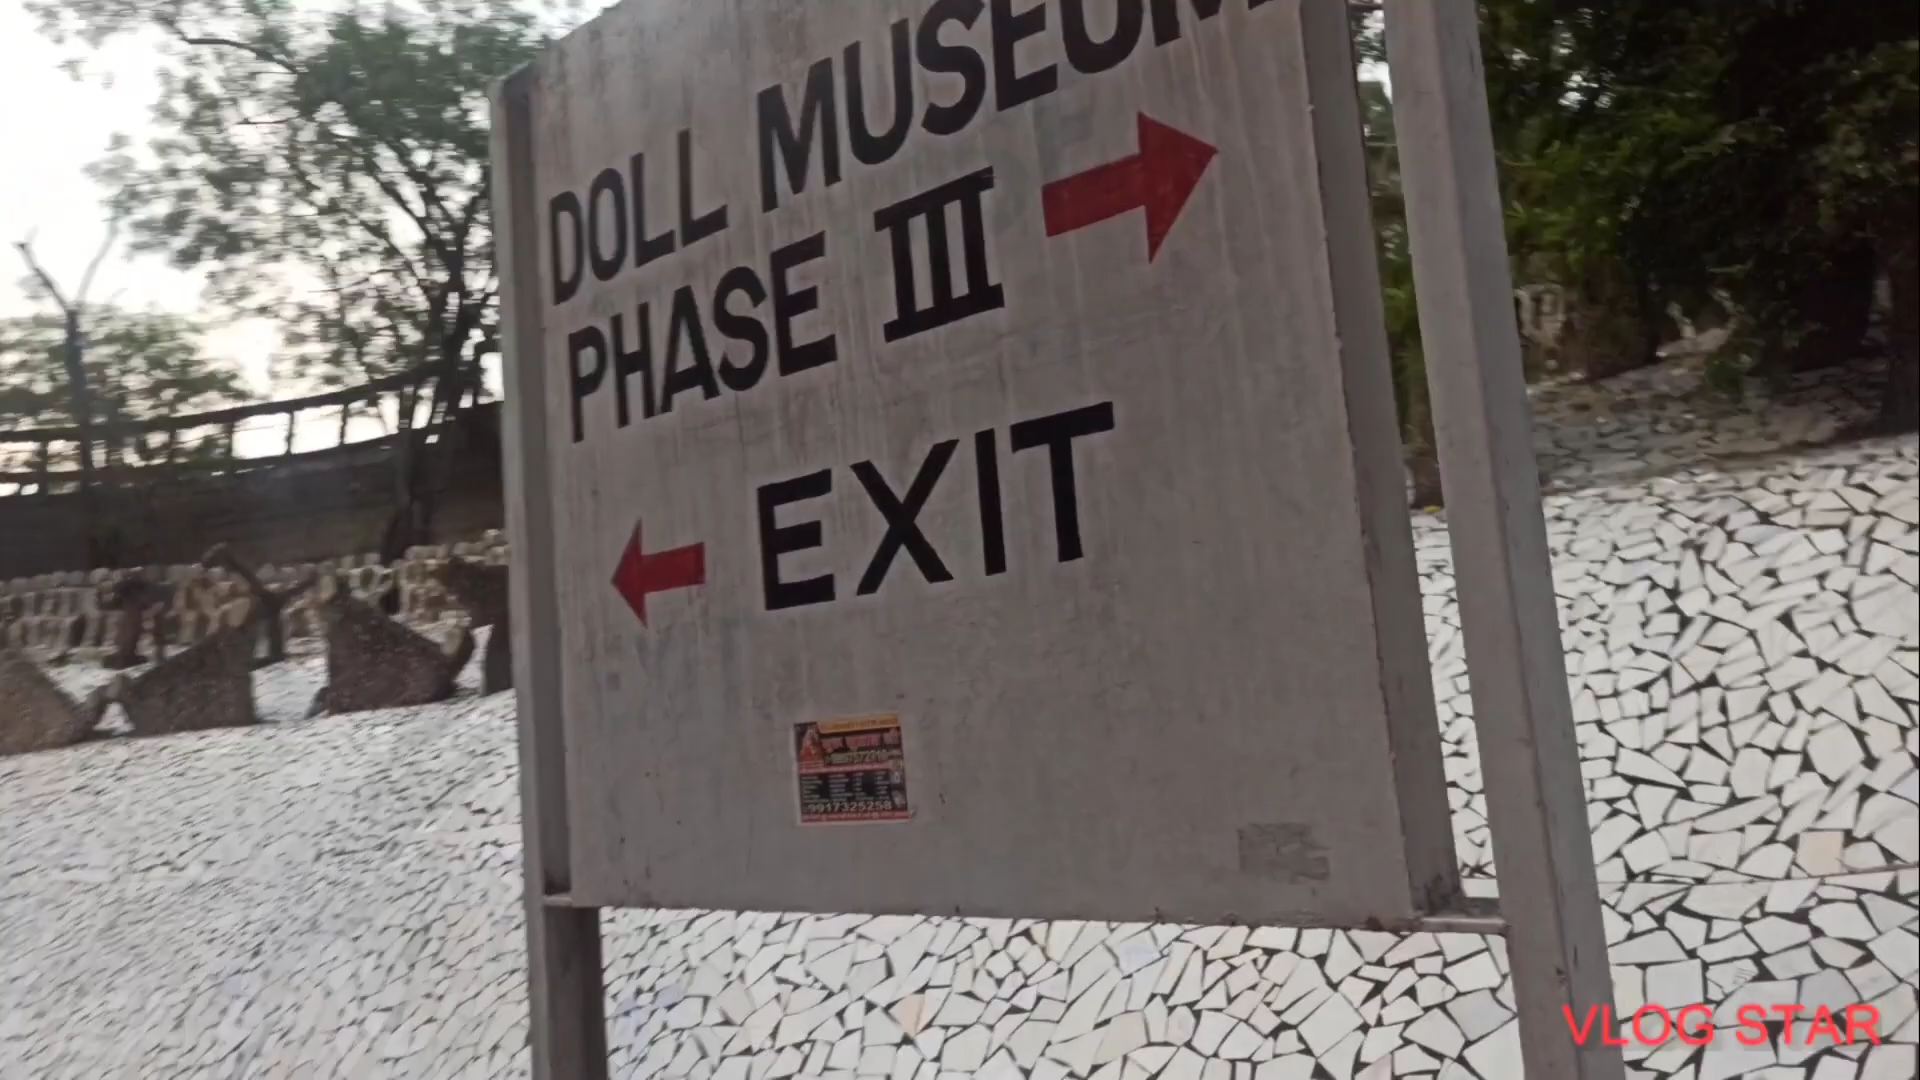 DOLL MUSEUM
PHASE III
EXIT
9917325258
VLOG STAR